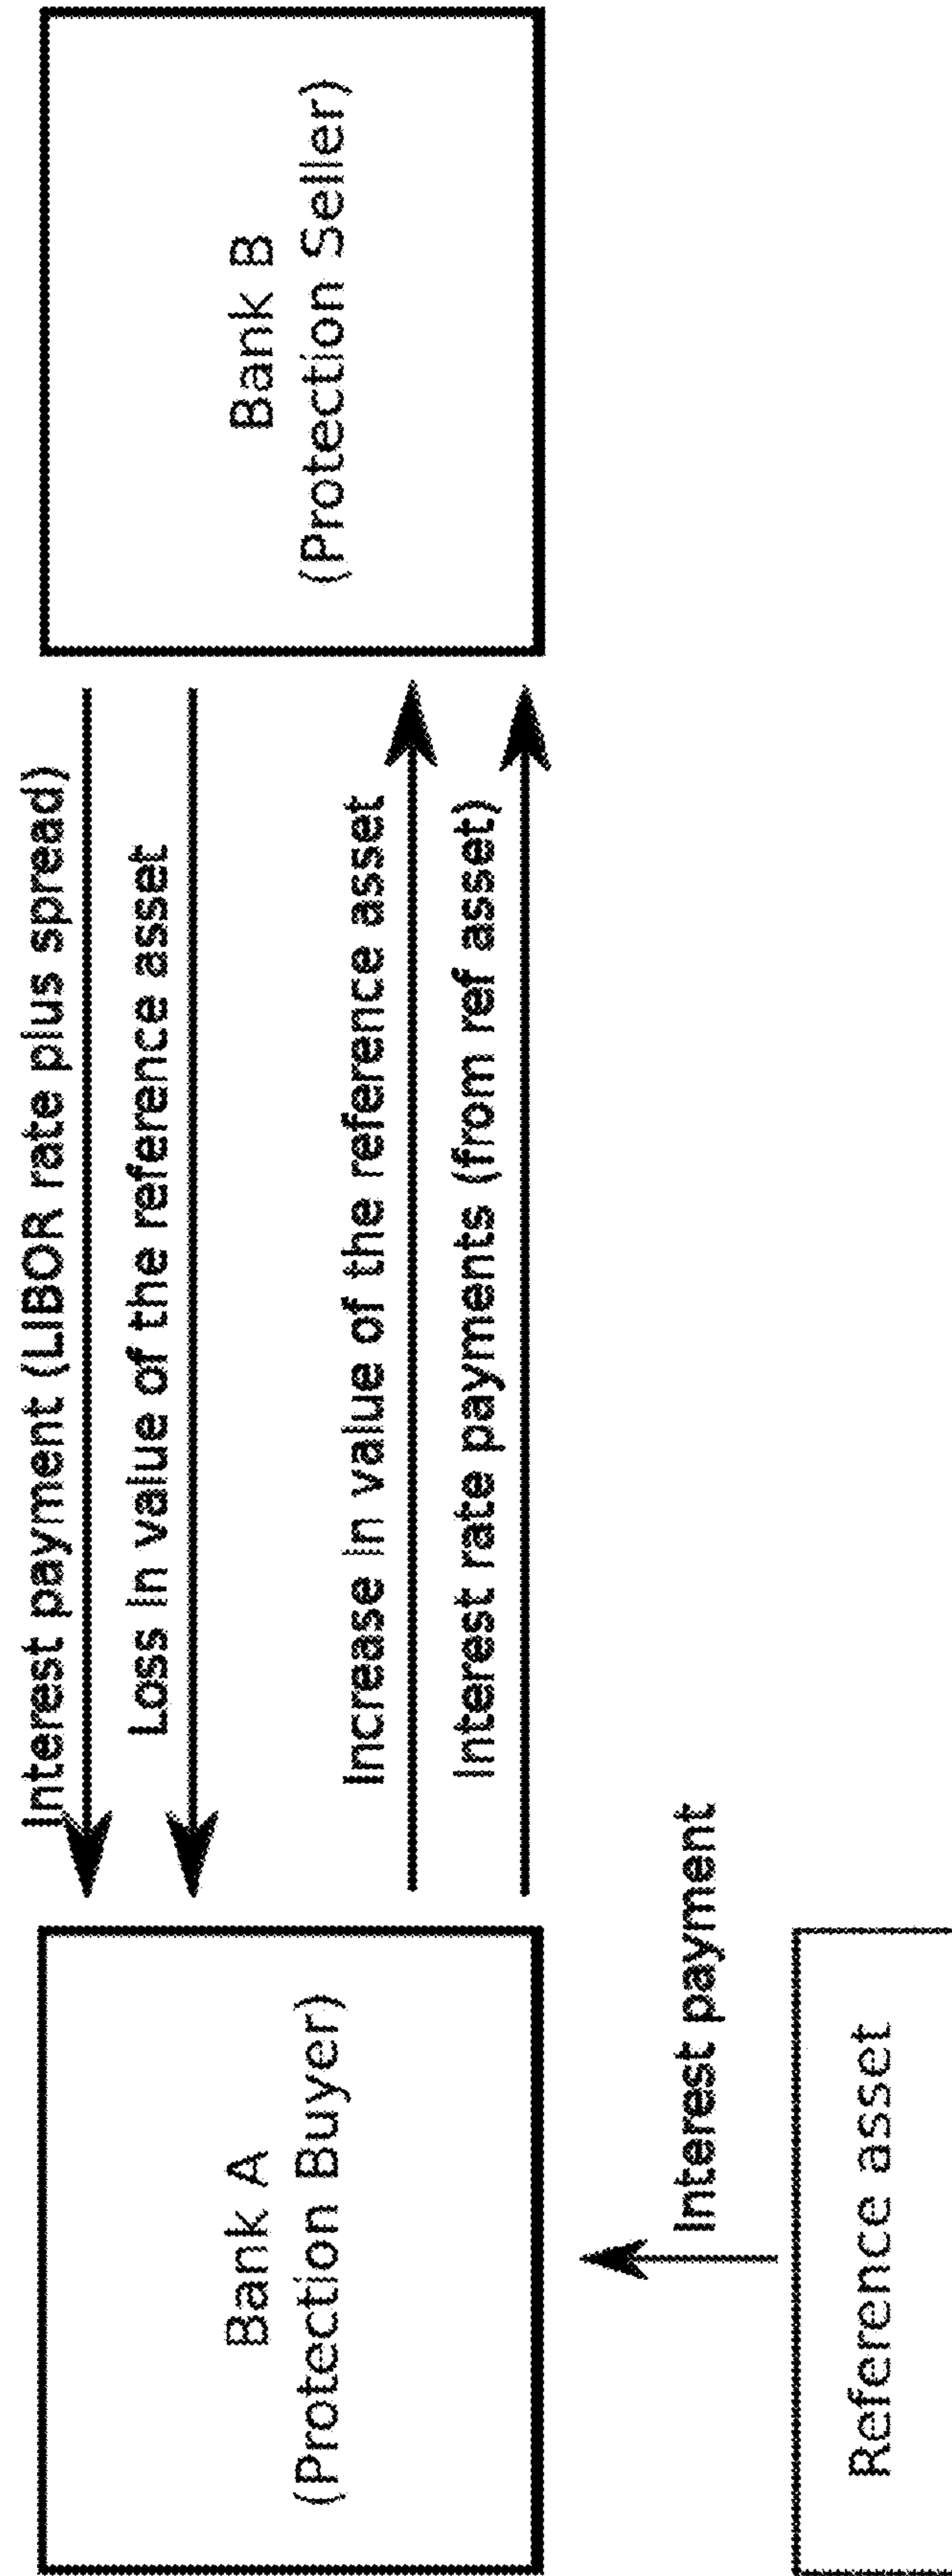 Interest payment (LIBOR rate plus spread)
Loss in value of the reference asset
Bank A
(Protection Buyer)
Bank B
(Protection Seller)
Increase in value of the reference asset
Interest rate payments (from ref asset)
Interest payment
Reference asset